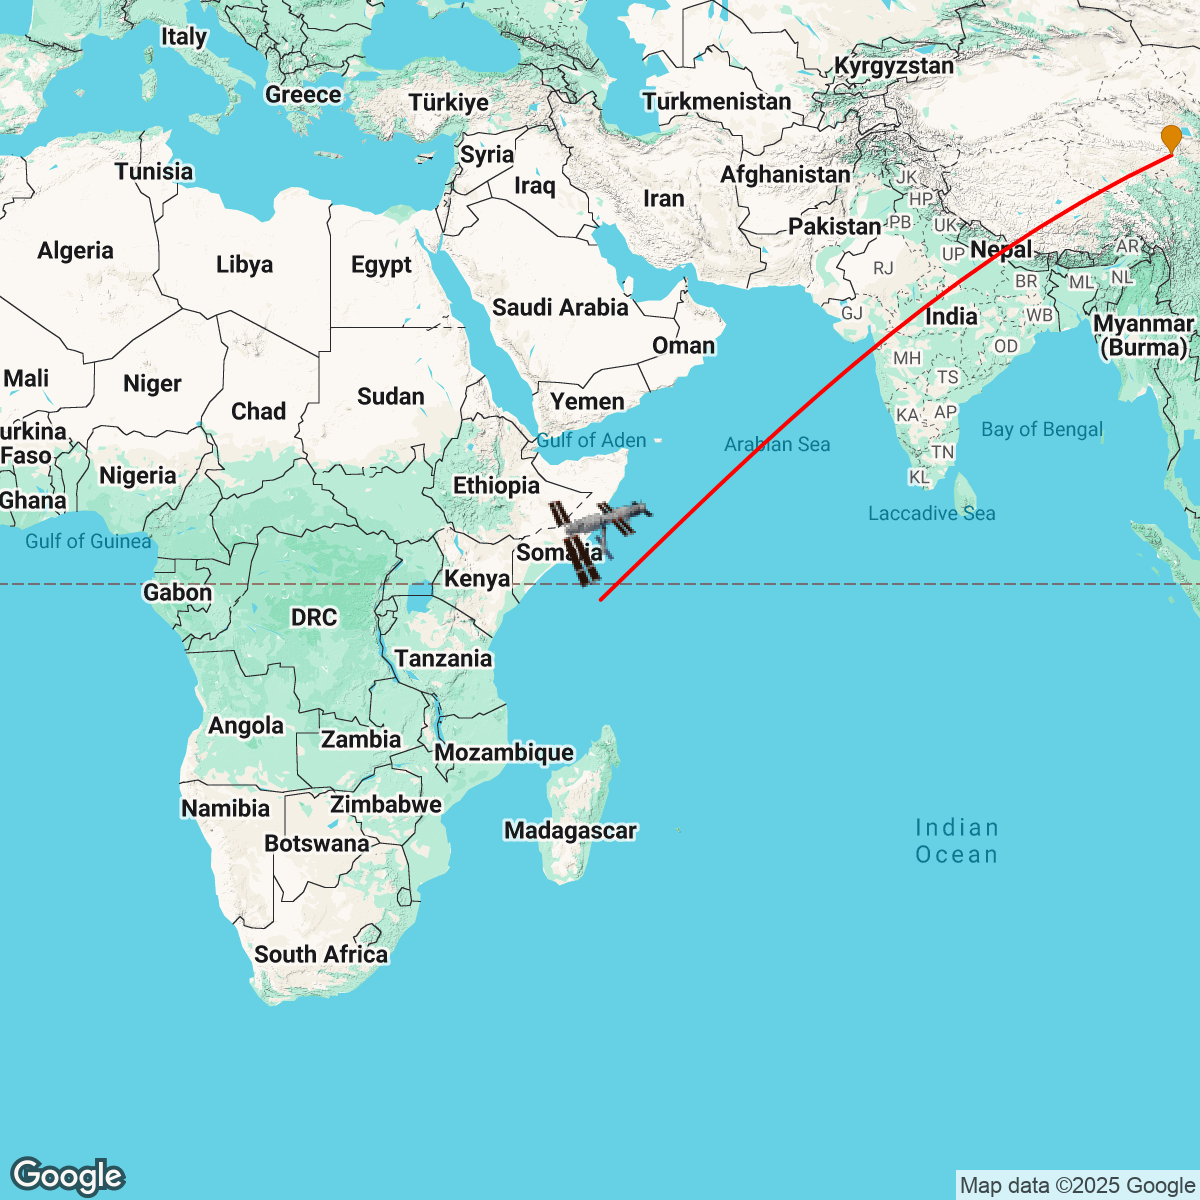 Italy
Kyrgyzstan
Greece
Türkiye
Turkmenistan
Syria
Tunisia
Afghanistan
JK
Iraq
Iran
HP
PB
UK
Pakistan
Algeria
Libya
Egypt
UP
Nepal
AR
RJ
BR
ML
NL
Saudi Arabia
GJ
India
WB
Myanmar
(Burma)
Oman
MH
OD
Mali
Niger
TS
Sudan
Yemen
Chad
KA
AP
urkina
Faso
Gulf of Aden
Arabian Sea
Bay of Bengal
TN
Nigeria
KL
Ethiopia
Ghana
Laccadive Sea
Gulf of Guinea
Somalia
Kenya
Gabon
DRC
Tanzania
Angola
Zambia
Mozambique
Namibia
Zimbabwe
Madagascar
Indian
Ocean
Botswana
South Africa
Google
Map data ©2025 Google